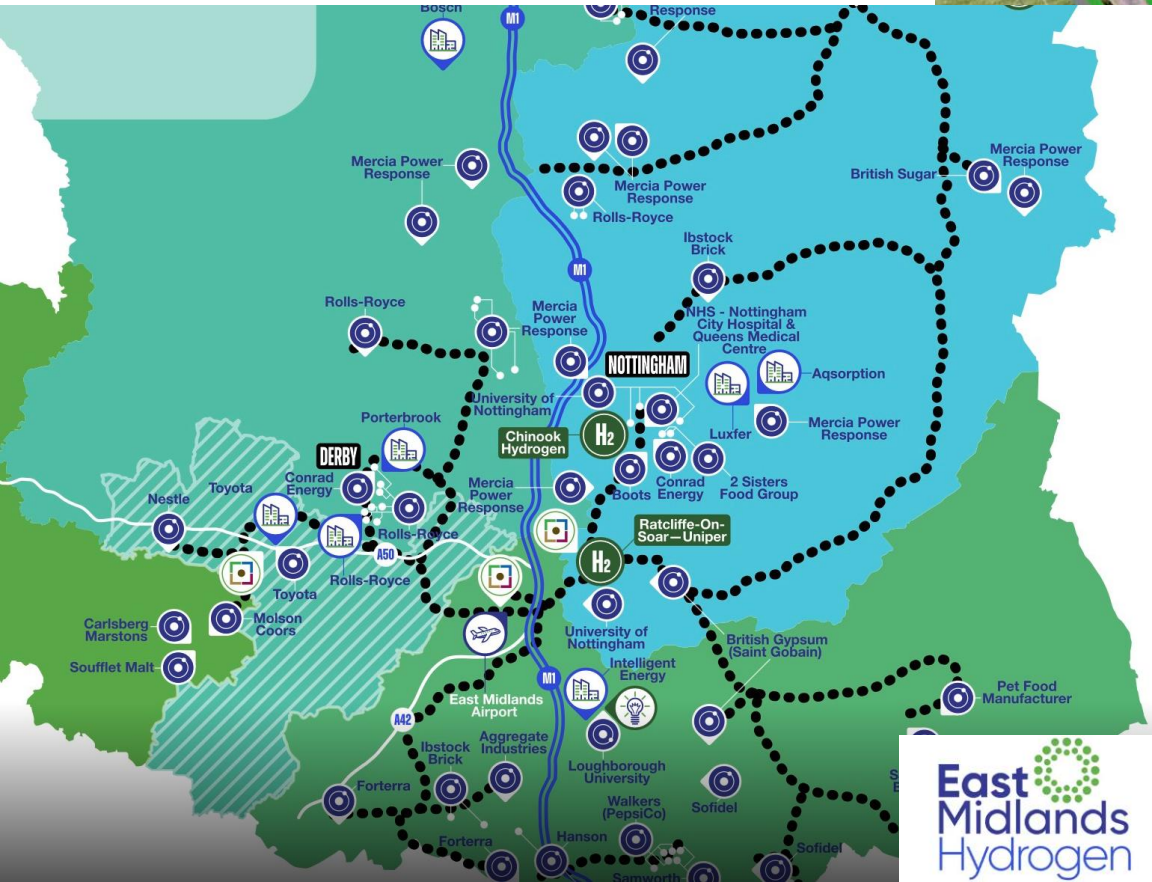 Bosch
M1
Response
Mercia Power
Response
Mercia Power
Response
Rolls-Royce
British Sugar
Mercia Power
Response
M1
Ibstock
Brick
Rolls-Royce
Mercia
Power
Response
NHS - Nottingham
City Hospital &
Queens Medical
Centre
NOTTINGHAM
Aqsorption
University of
Nottingham
Luxfer
Mercia Power
Response
Porterbrook
Chinook
Hydrogen
H2
DERBY
Conrad
Energy
Mercia
Power
Response
Boots
Conrad
Energy
2 Sisters
Food Group
Nestle
Toyota
Rolls-Royce
Ratcliffe-On-
Soar—Uniper
H2
A50
Rolls-Royce
Toyota
Carlsberg
Marstons
Molson
Coors
Soufflet Malt
University of
Nottingham
British Gypsum
(Saint Gobain)
Intelligent
Energy
M1
East Midlands
Airport
A42
Pet Food
Manufacturer
Ibstock
Brick
Aggregate
Industries
Loughborough
University
Forterra
Sofidel
Walkers
(PepsiCo)
Forterra
Hanson
Samworth
Sofidel
East
Midlands
Hydrogen